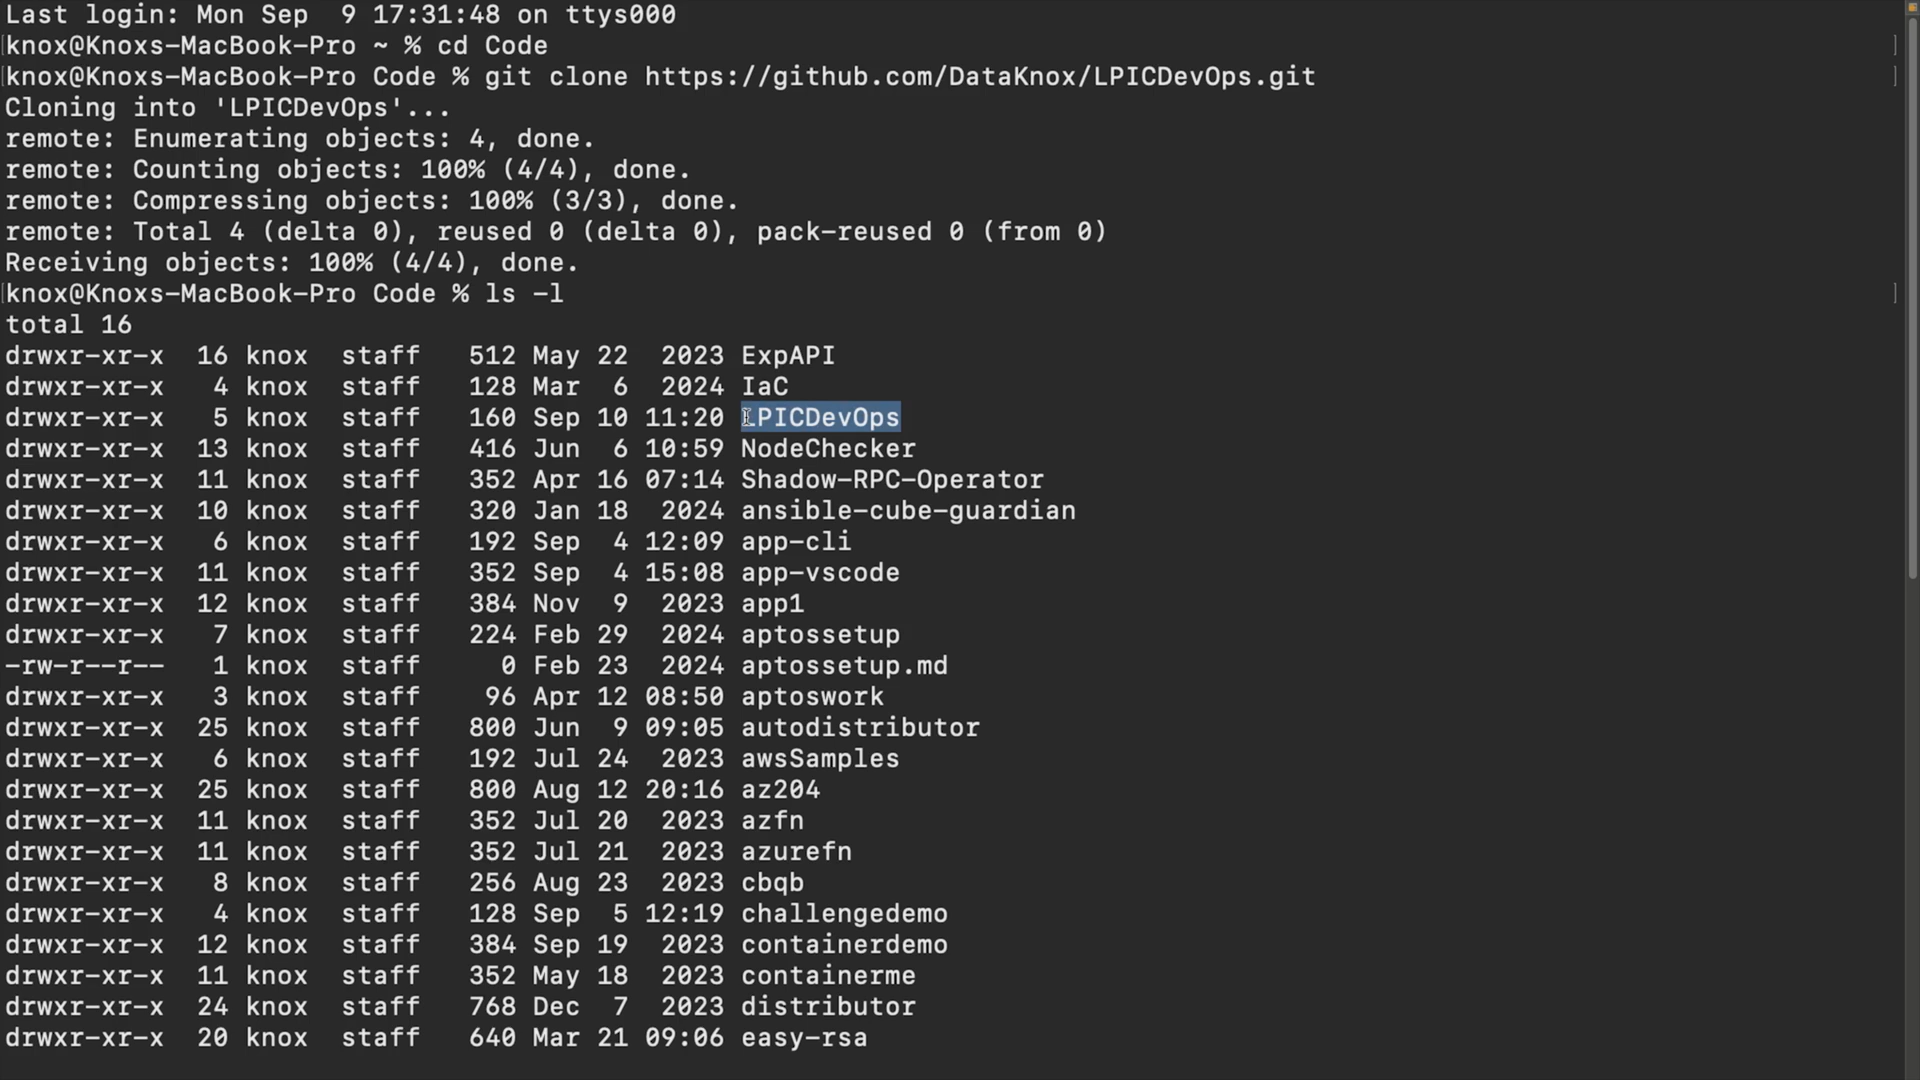 Last login: Mon Sep  9 17:31:48 on ttys000
[knox@Knoxs-MacBook-Pro ~ % cd Code ]
[knox@Knoxs-MacBook-Pro Code % git clone https://github.com/DataKnox/LPICDevOps.git ]
Cloning into 'LPICDevOps'...
remote: Enumerating objects: 4, done.
remote: Counting objects: 100% (4/4), done.
remote: Compressing objects: 100% (3/3), done.
remote: Total 4 (delta 0), reused 0 (delta 0), pack-reused 0 (from 0)
Receiving objects: 100% (4/4), done.
[knox@Knoxs-MacBook-Pro Code % ls -l ]
total 16
drwxr-xr-x  16 knox  staff   512 May 22  2023 ExpAPI
drwxr-xr-x   4 knox  staff   128 Mar  6  2024 IaC
drwxr-xr-x   5 knox  staff   160 Sep 10 11:20 LPICDevOps
drwxr-xr-x  13 knox  staff   416 Jun  6 10:59 NodeChecker
drwxr-xr-x  11 knox  staff   352 Apr 16 07:14 Shadow-RPC-Operator
drwxr-xr-x  10 knox  staff   320 Jan 18  2024 ansible-cube-guardian
drwxr-xr-x   6 knox  staff   192 Sep  4 12:09 app-cli
drwxr-xr-x  11 knox  staff   352 Sep  4 15:08 app-vscode
drwxr-xr-x  12 knox  staff   384 Nov  9  2023 app1
drwxr-xr-x   7 knox  staff   224 Feb 29  2024 aptossetup
-rw-r--r--   1 knox  staff     0 Feb 23  2024 aptossetup.md
drwxr-xr-x   3 knox  staff    96 Apr 12 08:50 aptoswork
drwxr-xr-x  25 knox  staff   800 Jun  9 09:05 autodistributor
drwxr-xr-x   6 knox  staff   192 Jul 24  2023 awsSamples
drwxr-xr-x  25 knox  staff   800 Aug 12 20:16 az204
drwxr-xr-x  11 knox  staff   352 Jul 20  2023 azfn
drwxr-xr-x  11 knox  staff   352 Jul 21  2023 azurefn
drwxr-xr-x   8 knox  staff   256 Aug 23  2023 cbqb
drwxr-xr-x   4 knox  staff   128 Sep  5 12:19 challengedemo
drwxr-xr-x  12 knox  staff   384 Sep 19  2023 containerdemo
drwxr-xr-x  11 knox  staff   352 May 18  2023 containerme
drwxr-xr-x  24 knox  staff   768 Dec  7  2023 distributor
drwxr-xr-x  20 knox  staff   640 Mar 21 09:06 easy-rsa